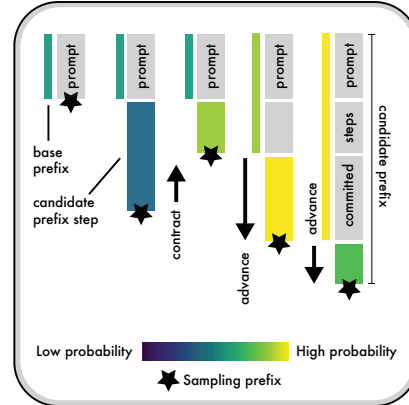 prompt
prompt
prompt
prompt
base
prefix
candidate
prefix step
contract
advance
advance
steps
committed
candidate prefix
Low probability
High probability
Sampling prefix